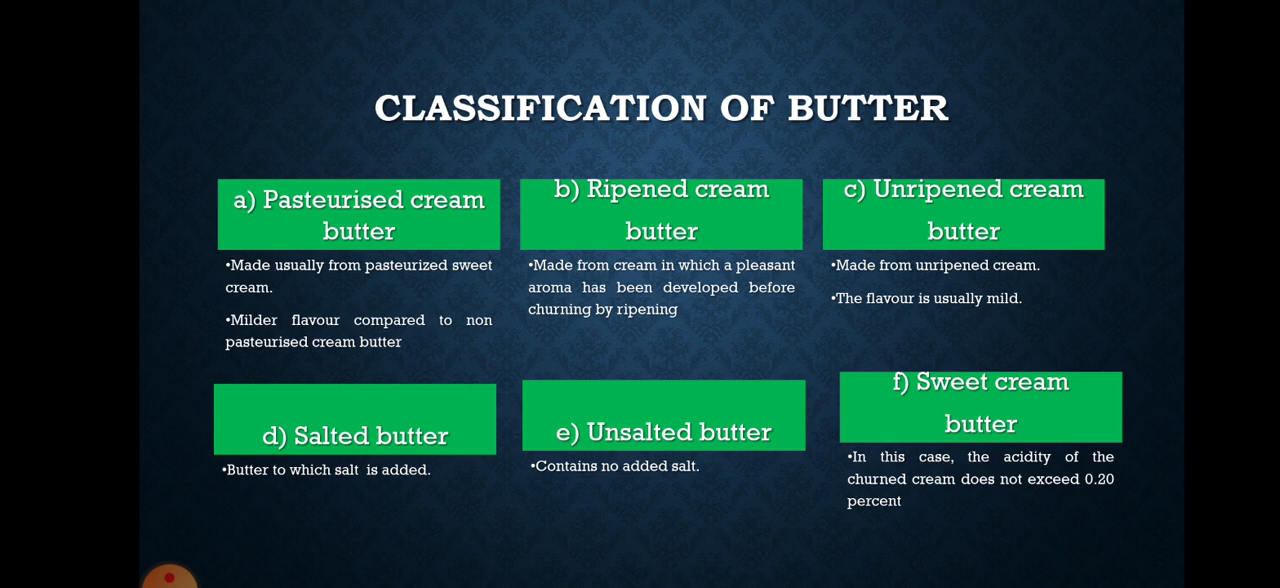 CLASSIFICATION OF BUTTER
a) Pasteurised cream
butter
•Made usually from pasteurized sweet
cream.
•Milder flavour compared to non
pasteurised cream butter
b) Ripened cream
butter
•Made from cream in which a pleasant
aroma has been developed before
churning by ripening
c) Unripened cream
butter
•Made from unripened cream.
•The flavour is usually mild.
d) Salted butter
•Butter to which salt  is added.
e) Unsalted butter
•Contains no added salt.
f) Sweet cream
butter
•In this case, the acidity of the
churned cream does not exceed 0.20
percent